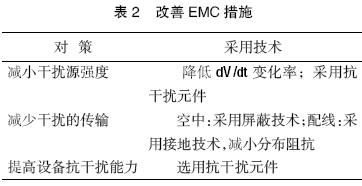 表 2 改善 EMC 措施
对 策 采用技术
减小干扰源强度 降低 dV/dt 变化率；采用抗
干扰元件
减少干扰的传输 空中：采用屏蔽技术；配线：采
用接地技术，减小分布阻抗
提高设备抗干扰能力 选用抗干扰元件